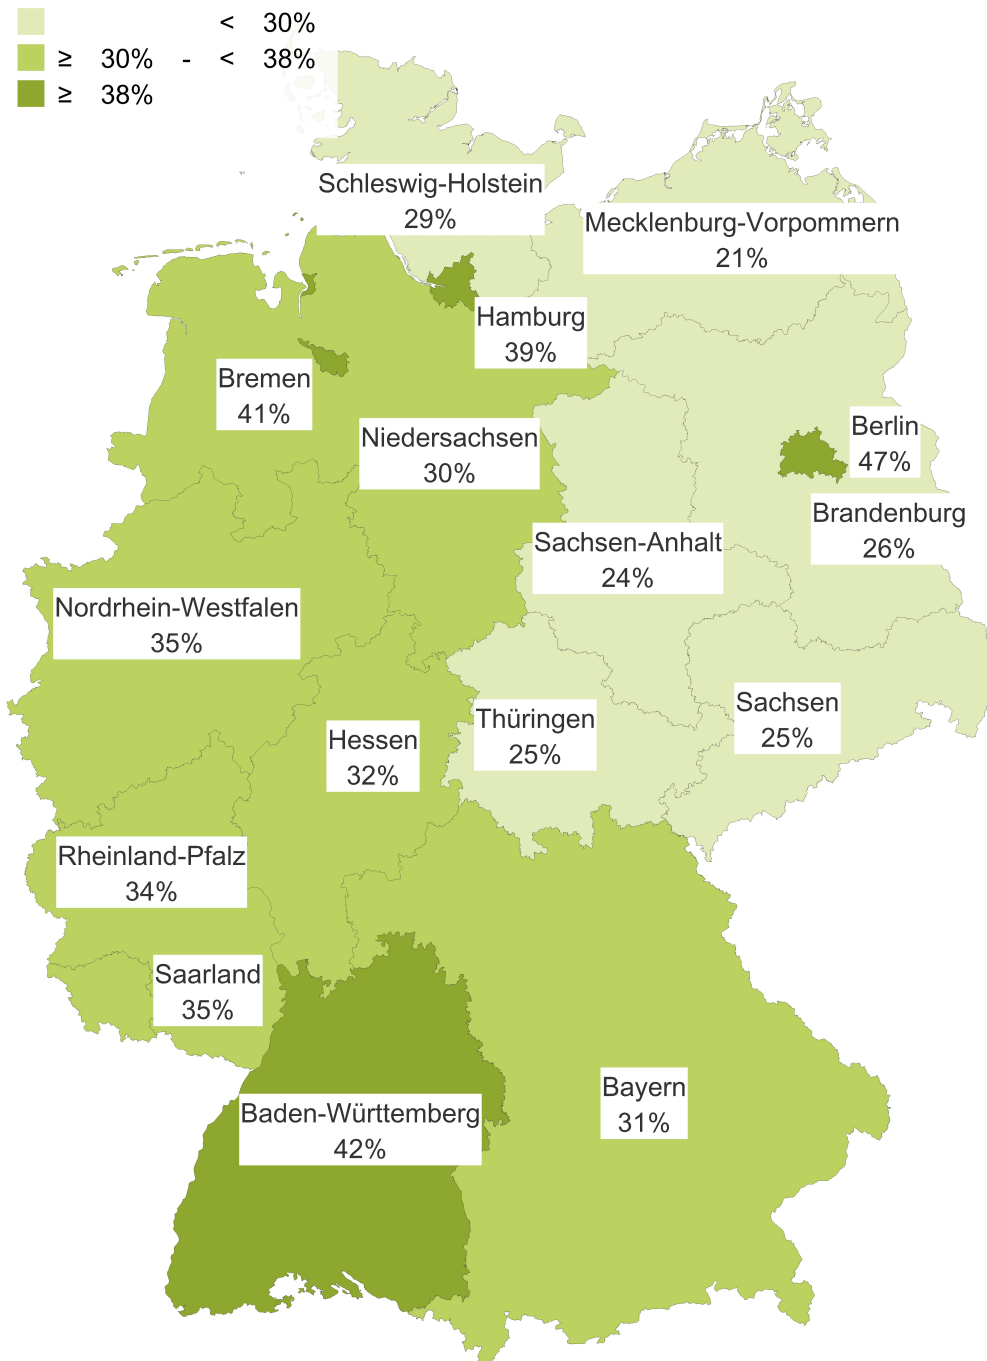 < 30%
≥ 30% - < 38%
≥ 38%
Schleswig-Holstein
29%
Mecklenburg-Vorpommern
21%
Hamburg
39%
Bremen
41%
Niedersachsen
30%
Berlin
47%
Brandenburg
26%
Sachsen-Anhalt
24%
Nordrhein-Westfalen
35%
Sachsen
25%
Thüringen
25%
Hessen
32%
Rheinland-Pfalz
34%
Saarland
35%
Bayern
31%
Baden-Württemberg
42%